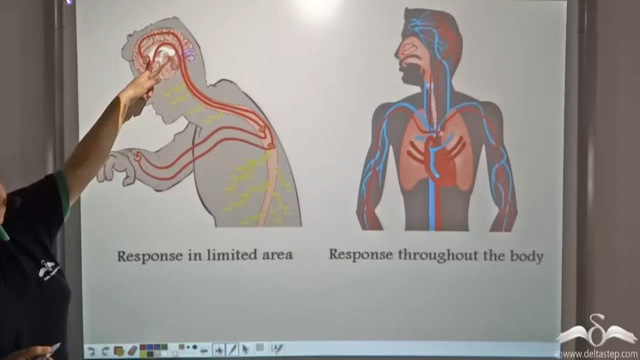 Response in limited area
Response throughout the body
©www.deltastep.com